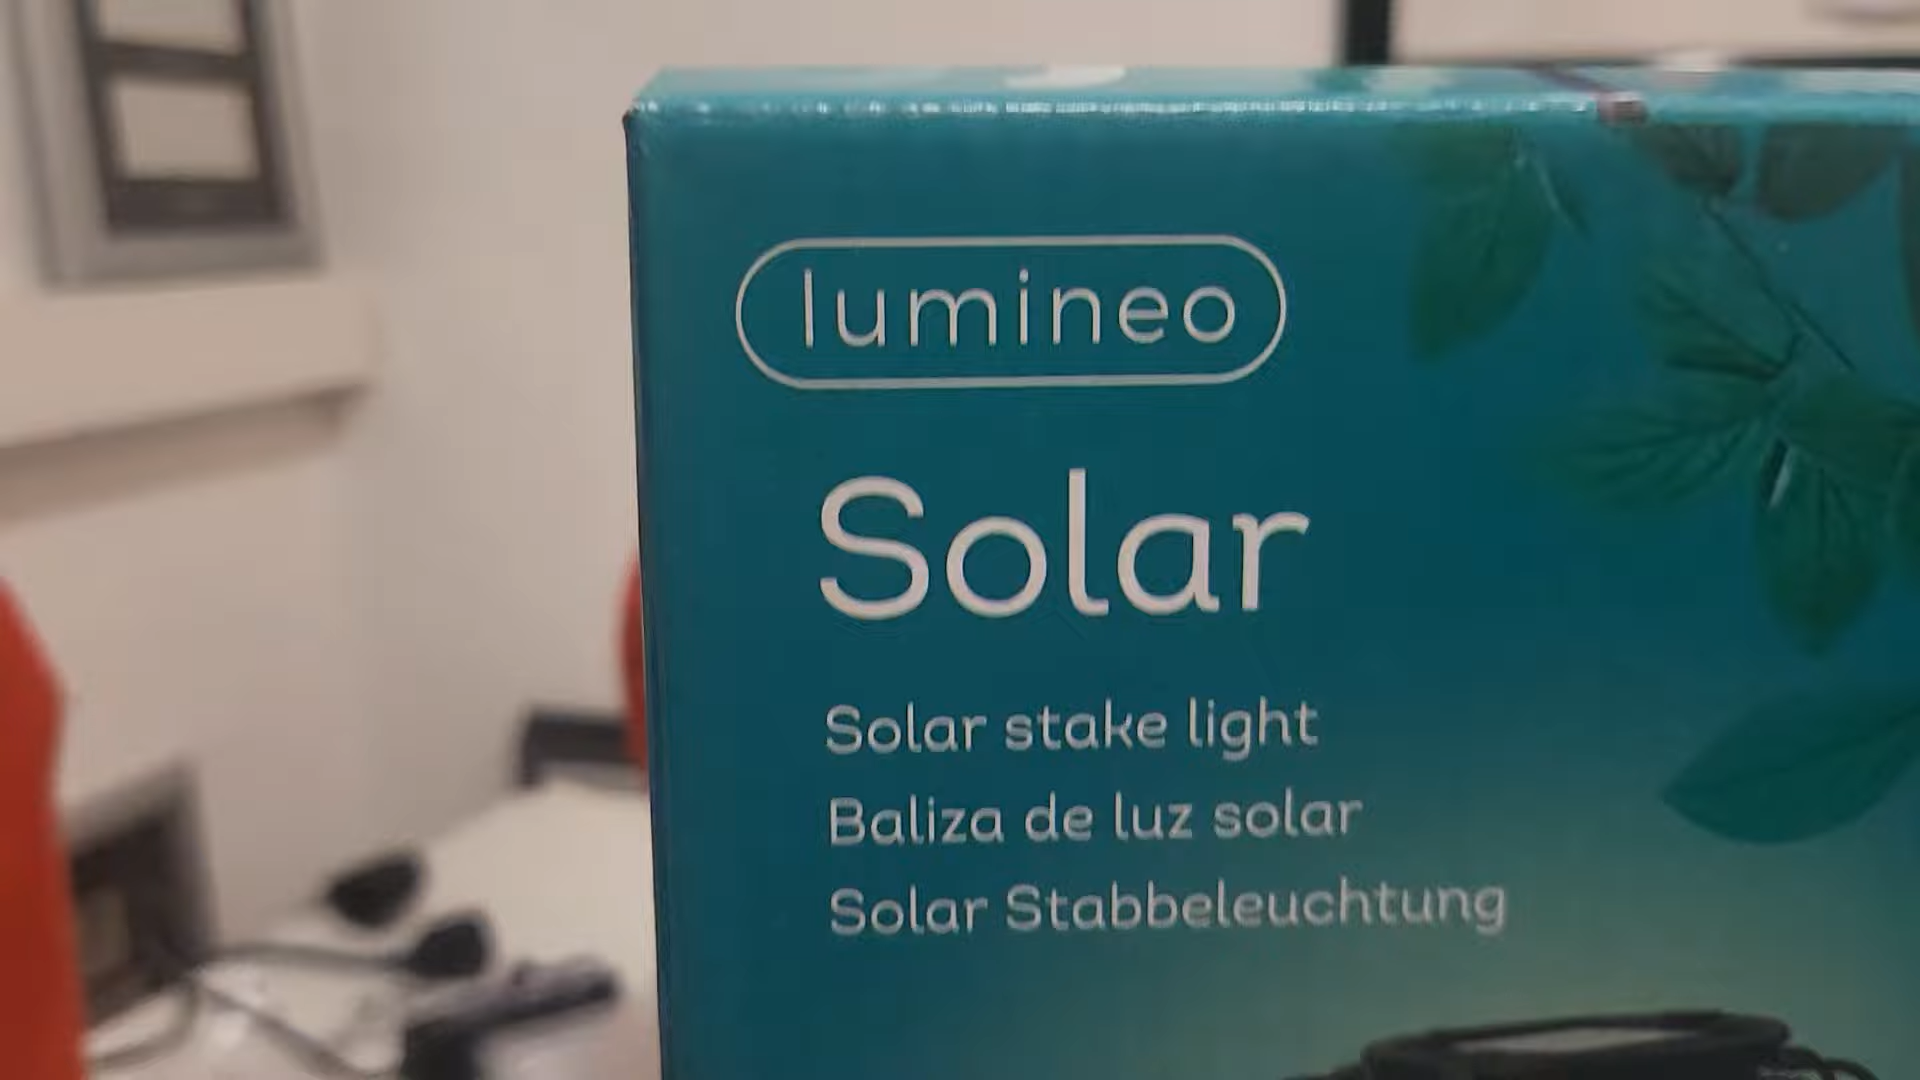 lumineo
Solar
Solar stake light
Baliza de luz solar
Solar Stabbeleuchtung